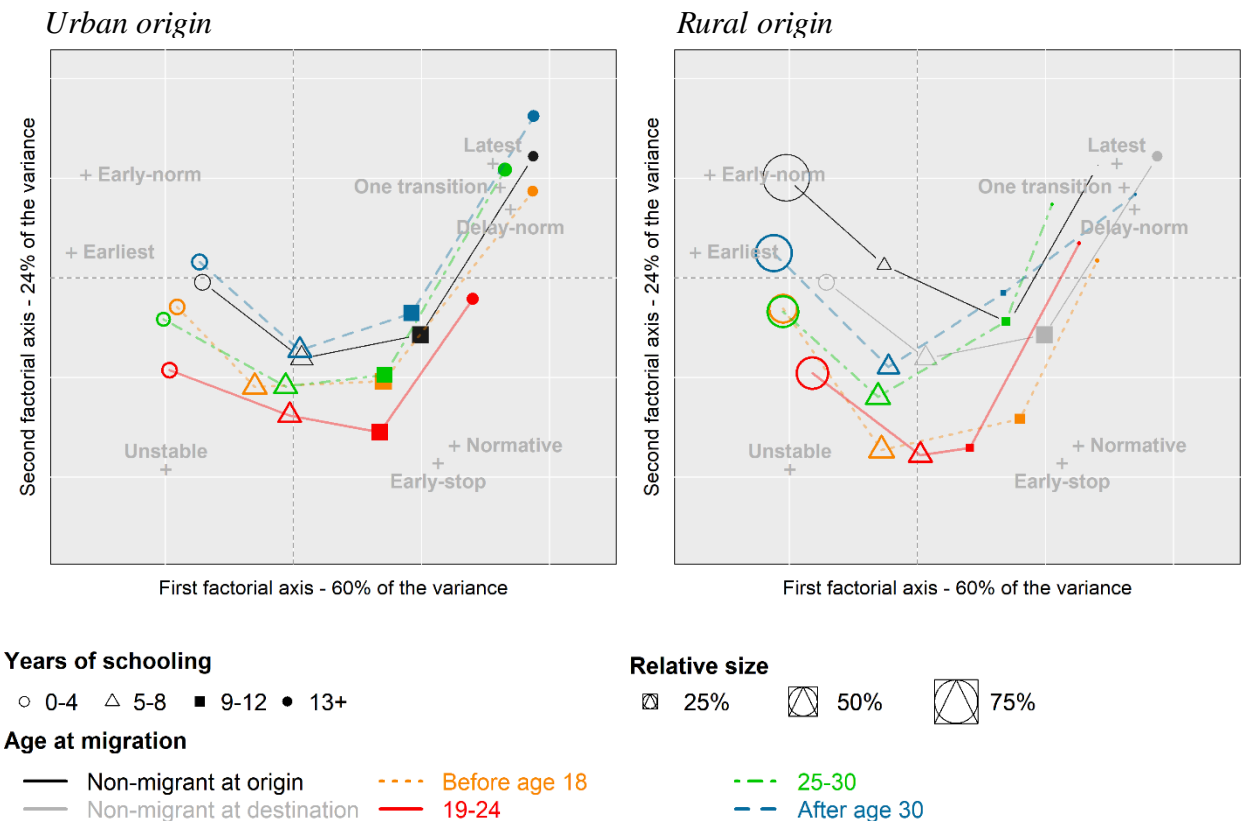 Urban origin
Rural origin
Second factorial axis - 24% of the variance
Latest
Early-norm
One transition
Delay-norm
Earliest
Normative
Unstable
Early-stop
First factorial axis - 60% of the variance
Second factorial axis - 24% of the variance
Latest
Early-norm
One transition
Delay-norm
Earliest
Normative
Unstable
Early-stop
First factorial axis - 60% of the variance
Years of schooling
0-4 5-8 9-12 13+
Relative size
25% 50% 75%
Age at migration
Non-migrant at origin Before age 18 25-30
Non-migrant at destination 19-24 After age 30